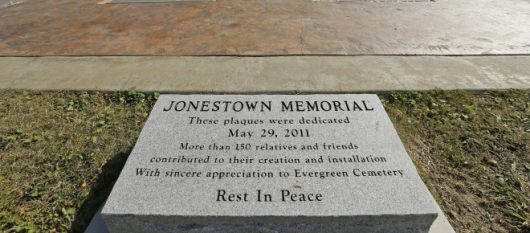 JONESTOWN MEMORIAL
These plaques were dedicated
May 29, 2011
More than 150 relatives and friends
contributed to their creation and installation
With sincere appreciation to Evergreen Cemetery
Rest In Peace